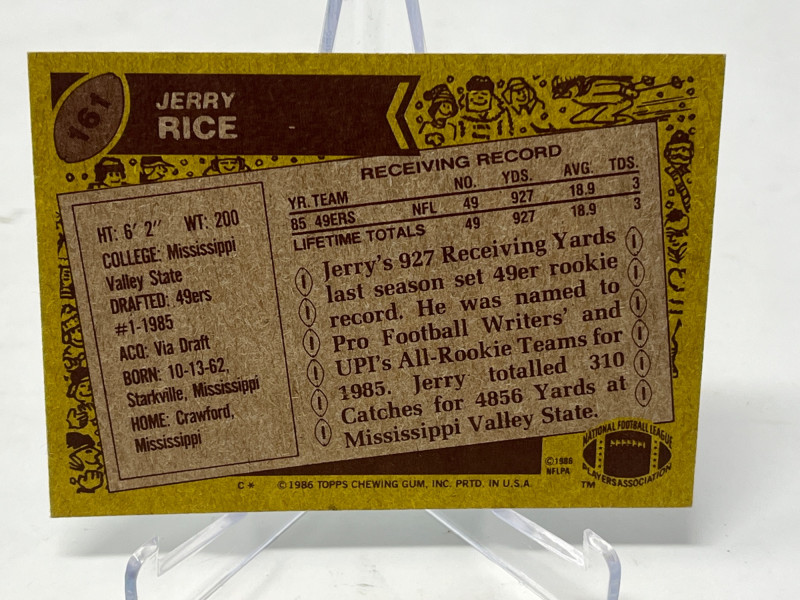 161
JERRY
RICE
RECEIVING RECORD
YR. TEAM NO. YDS. AVG. TDS.
85 49ERS NFL 49 927 18.9 3
LIFETIME TOTALS 49 927 18.9 3
HT: 6' 2" WT: 200
COLLEGE: Mississippi
Valley State
DRAFTED: 49ers
#1-1985
ACQ: Via Draft
BORN: 10-13-62,
Starkville, Mississippi
HOME: Crawford,
Mississippi
Jerry's 927 Receiving Yards
last season set 49er rookie
record. He was named to
Pro Football Writers' and
UPI's All-Rookie Teams for
1985. Jerry totalled 310
Catches for 4856 Yards at
Mississippi Valley State.
©1986
NFLPA
NATIONAL FOOTBALL LEAGUE
PLAYERS ASSOCIATION
TM
C* ©1986 TOPPS CHEWING GUM, INC. PRTD. IN U.S.A.